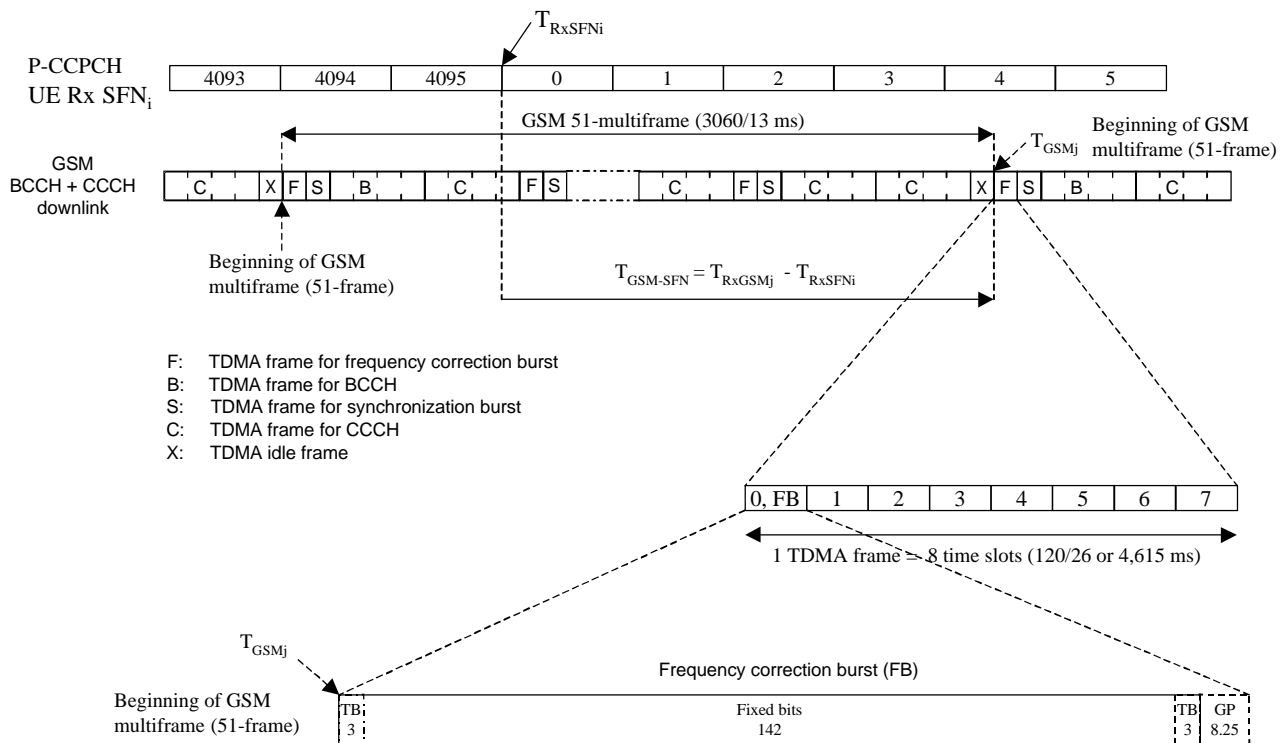 T_RxSFNi
P-CCPCH
UE Rx SFN_i
4093 4094 4095 0 1 2 3 4 5
GSM 51-multiframe (3060/13 ms)
T_GSMj
Beginning of GSM
multiframe (51-frame)
GSM
BCCH + CCCH
downlink
C X F S B C F S C F S C C X F S B C
Beginning of GSM
multiframe (51-frame)
T_GSM-SFN = T_RxGSMj - T_RxSFNi
F: TDMA frame for frequency correction burst
B: TDMA frame for BCCH
S: TDMA frame for synchronization burst
C: TDMA frame for CCCH
X: TDMA idle frame
0, FB 1 2 3 4 5 6 7
1 TDMA frame = 8 time slots (120/26 or 4,615 ms)
T_GSMj
Frequency correction burst (FB)
Beginning of GSM
multiframe (51-frame)
TB
3
Fixed bits
142
TB
3
GP
8.25